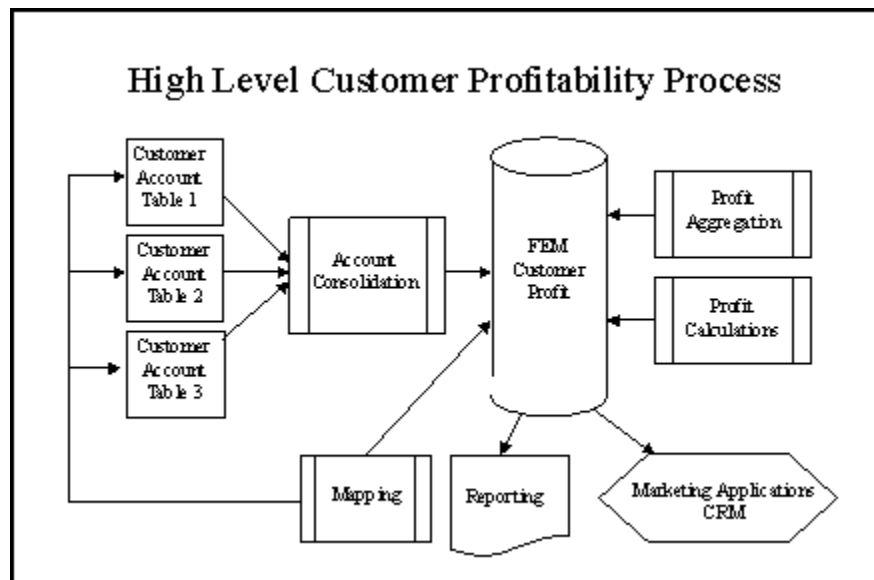 High Level Customer Profitability Process
Customer
Account
Table 1
Customer
Account
Table 2
Customer
Account
Table 3
Account
Consolidation
FEM
Customer
Profit
Profit
Aggregation
Profit
Calculations
Mapping
Reporting
Marketing Applications
CRM